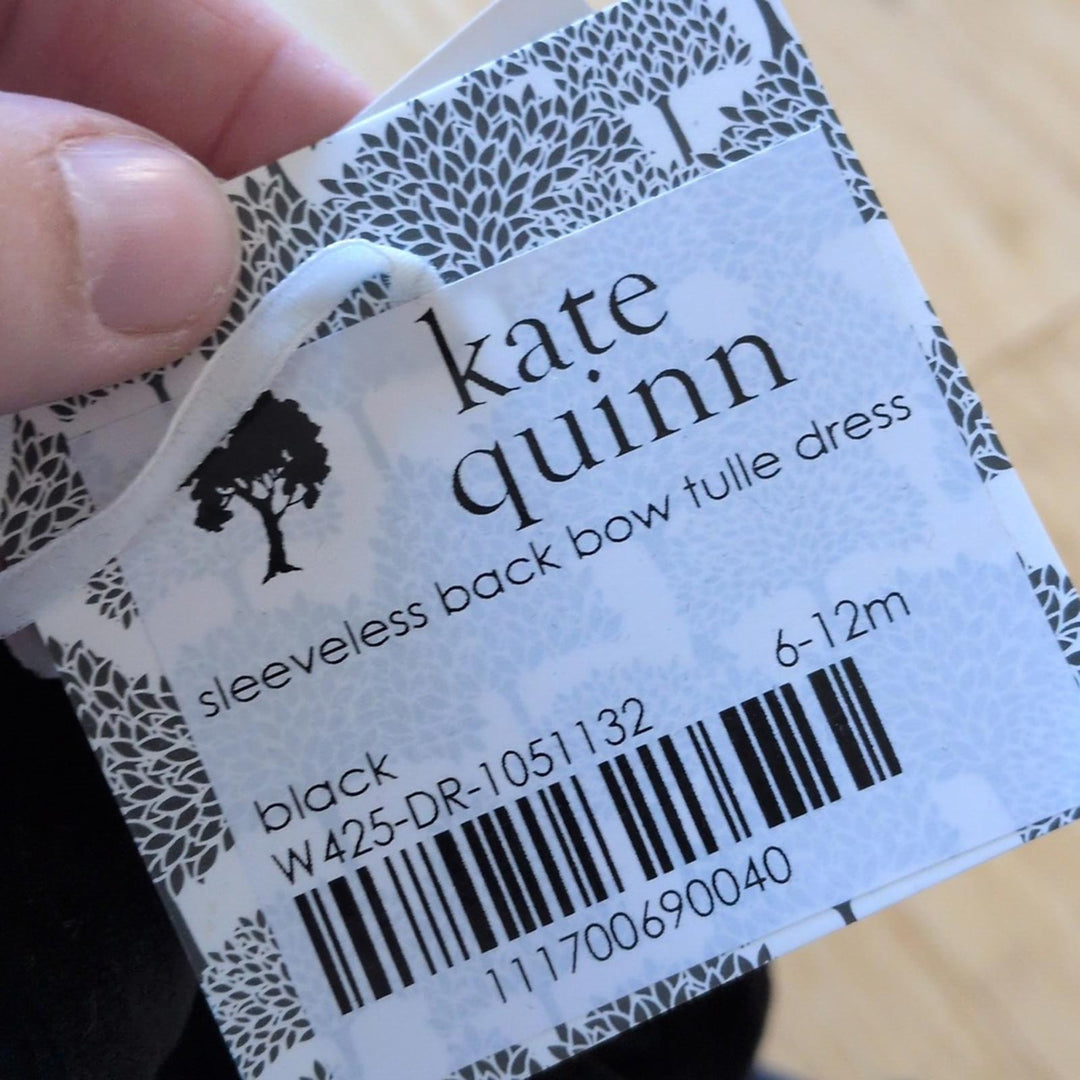 kate
quinn
sleeveless back bow tulle dress
6-12m
black
W425-DR-1051132
111700690040